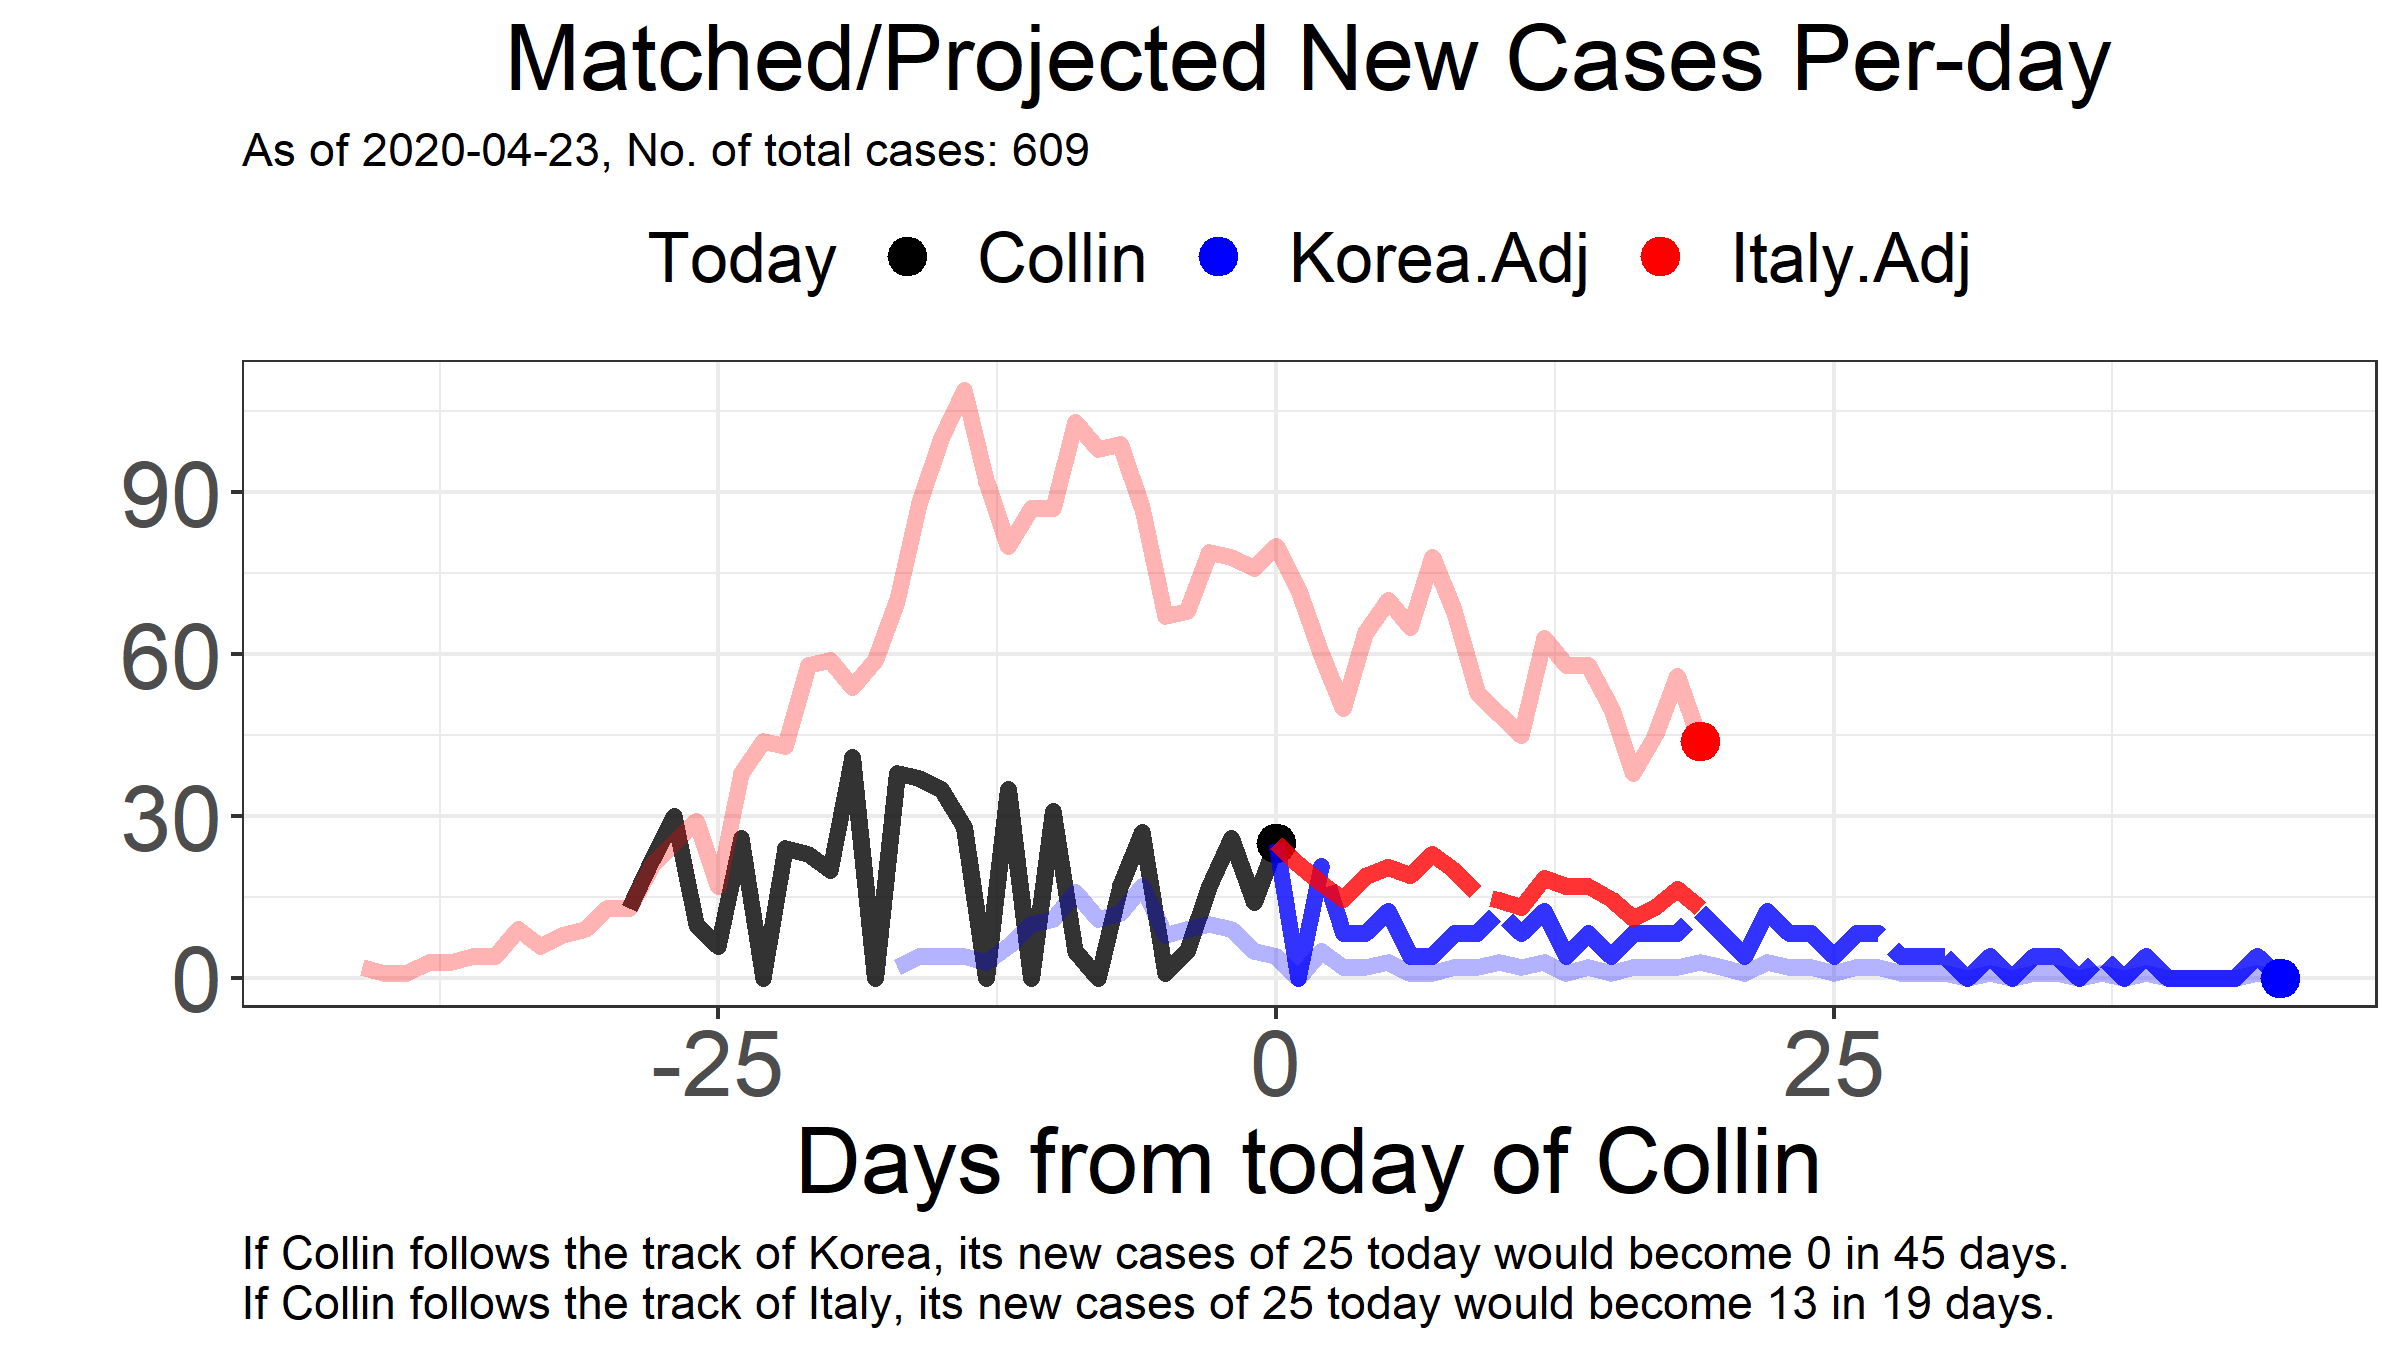 Matched/Projected New Cases Per-day
As of 2020-04-23, No. of total cases: 609
Today Collin Korea.Adj Italy.Adj
90
60
30
0
-25 0 25
Days from today of Collin
If Collin follows the track of Korea, its new cases of 25 today would become 0 in 45 days.
If Collin follows the track of Italy, its new cases of 25 today would become 13 in 19 days.